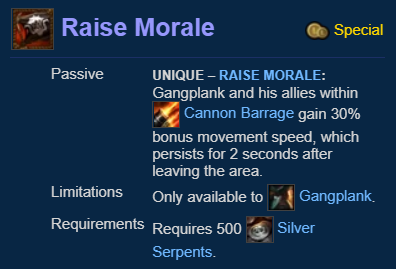 Raise Morale
Special
Passive
UNIQUE – RAISE MORALE:
Gangplank and his allies within
Cannon Barrage gain 30%
bonus movement speed, which
persists for 2 seconds after
leaving the area.
Limitations
Only available to Gangplank.
Requirements
Requires 500 Silver
Serpents.